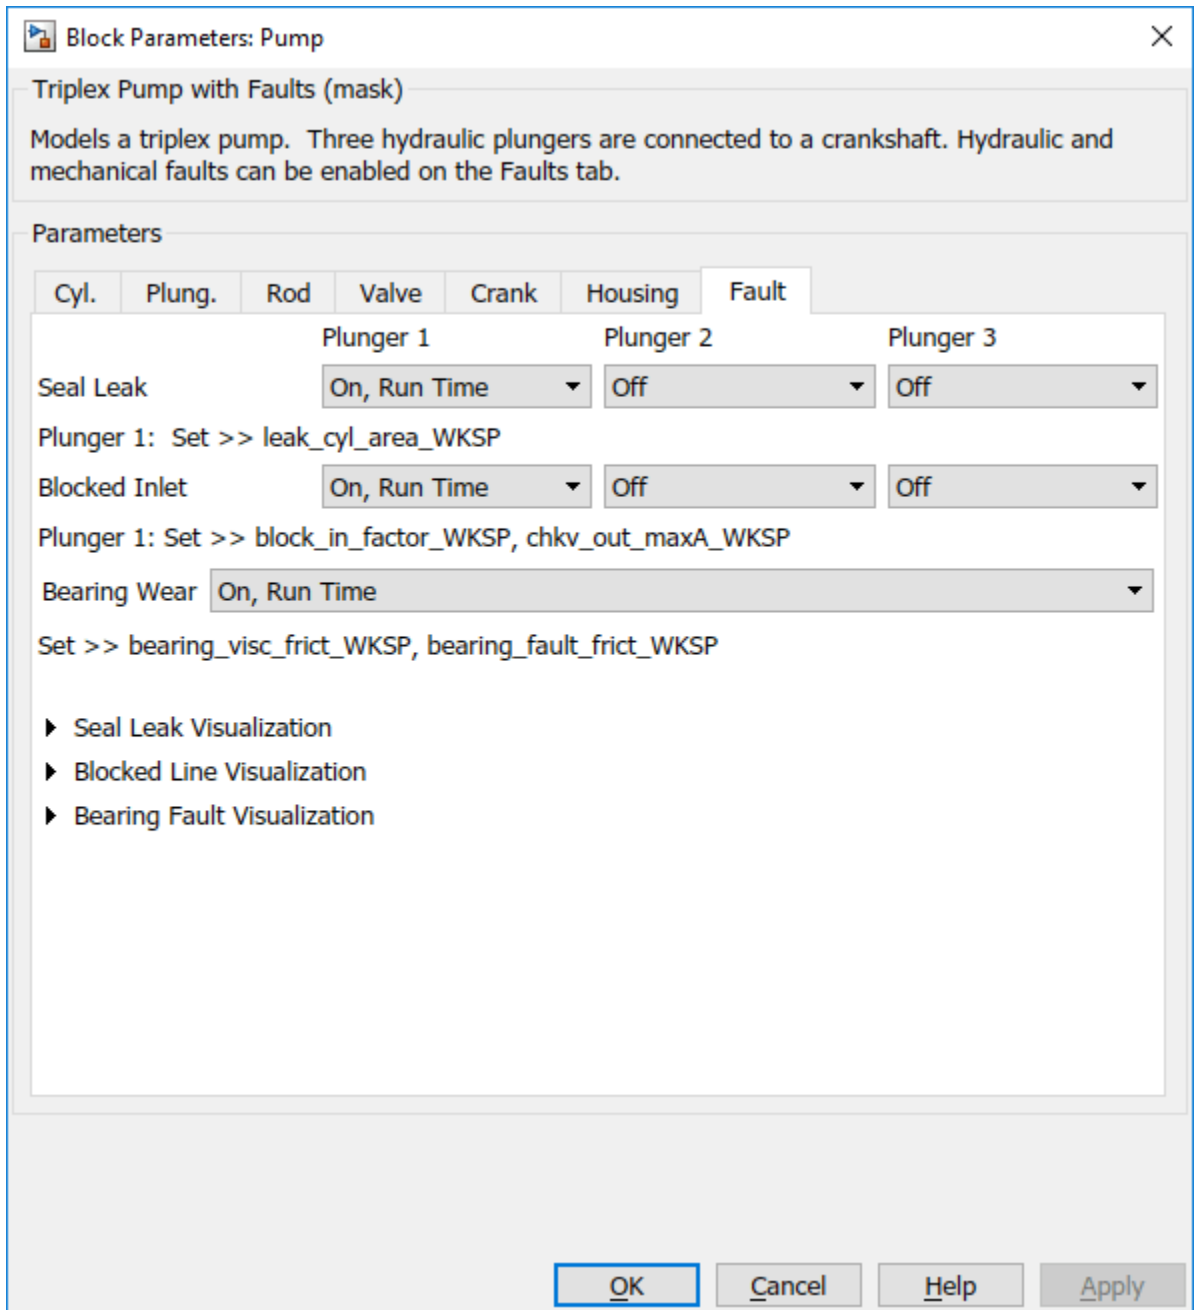 Block Parameters: Pump
Triplex Pump with Faults (mask)
Models a triplex pump.  Three hydraulic plungers are connected to a crankshaft. Hydraulic and
mechanical faults can be enabled on the Faults tab.
Parameters
Cyl. Plung. Rod Valve Crank Housing Fault
Plunger 1 Plunger 2 Plunger 3
Seal Leak On, Run Time Off Off
Plunger 1:  Set >> leak_cyl_area_WKSP
Blocked Inlet On, Run Time Off Off
Plunger 1: Set >> block_in_factor_WKSP, chkv_out_maxA_WKSP
Bearing Wear On, Run Time
Set >> bearing_visc_frict_WKSP, bearing_fault_frict_WKSP
Seal Leak Visualization
Blocked Line Visualization
Bearing Fault Visualization
OK Cancel Help Apply